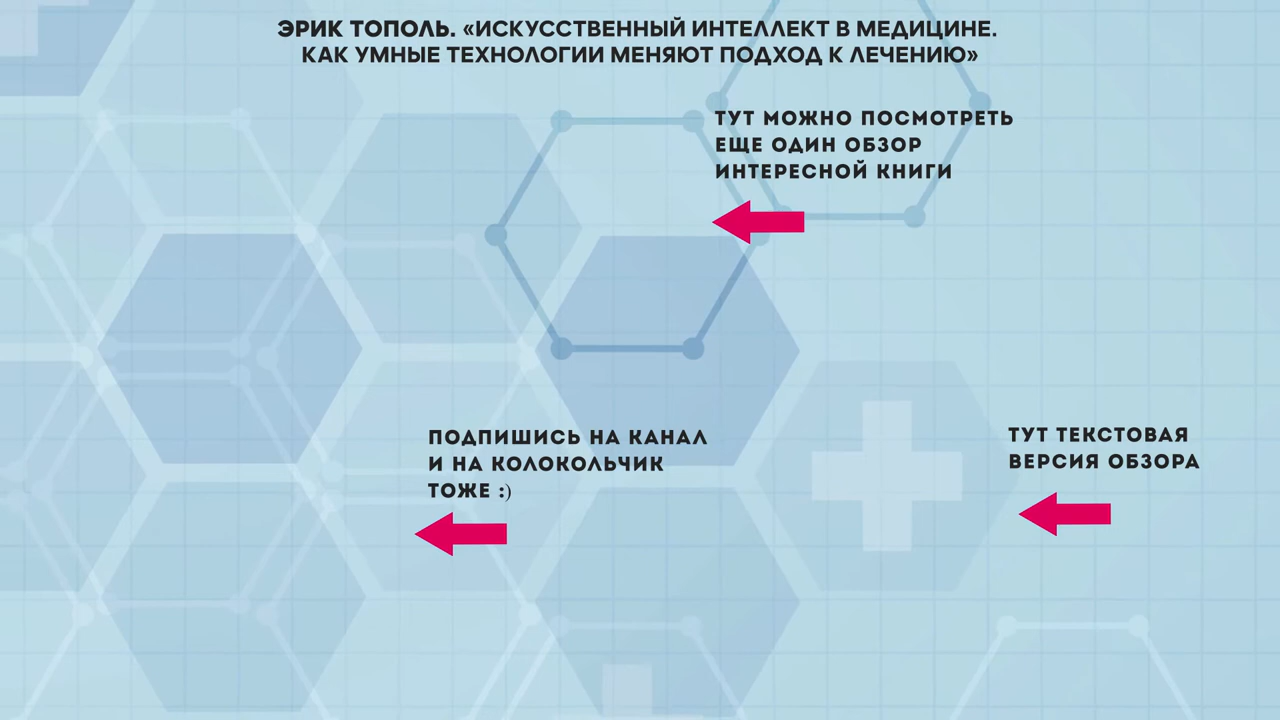 ЭРИК ТОПОЛЬ. «ИСКУССТВЕННЫЙ ИНТЕЛЛЕКТ В МЕДИЦИНЕ.
КАК УМНЫЕ ТЕХНОЛОГИИ МЕНЯЮТ ПОДХОД К ЛЕЧЕНИЮ»
ТУТ МОЖНО ПОСМОТРЕТЬ
ЕЩЕ ОДИН ОБЗОР
ИНТЕРЕСНОЙ КНИГИ
ПОДПИШИСЬ НА КАНАЛ
И НА КОЛОКОЛЬЧИК
ТОЖЕ :)
ТУТ ТЕКСТОВАЯ
ВЕРСИЯ ОБЗОРА